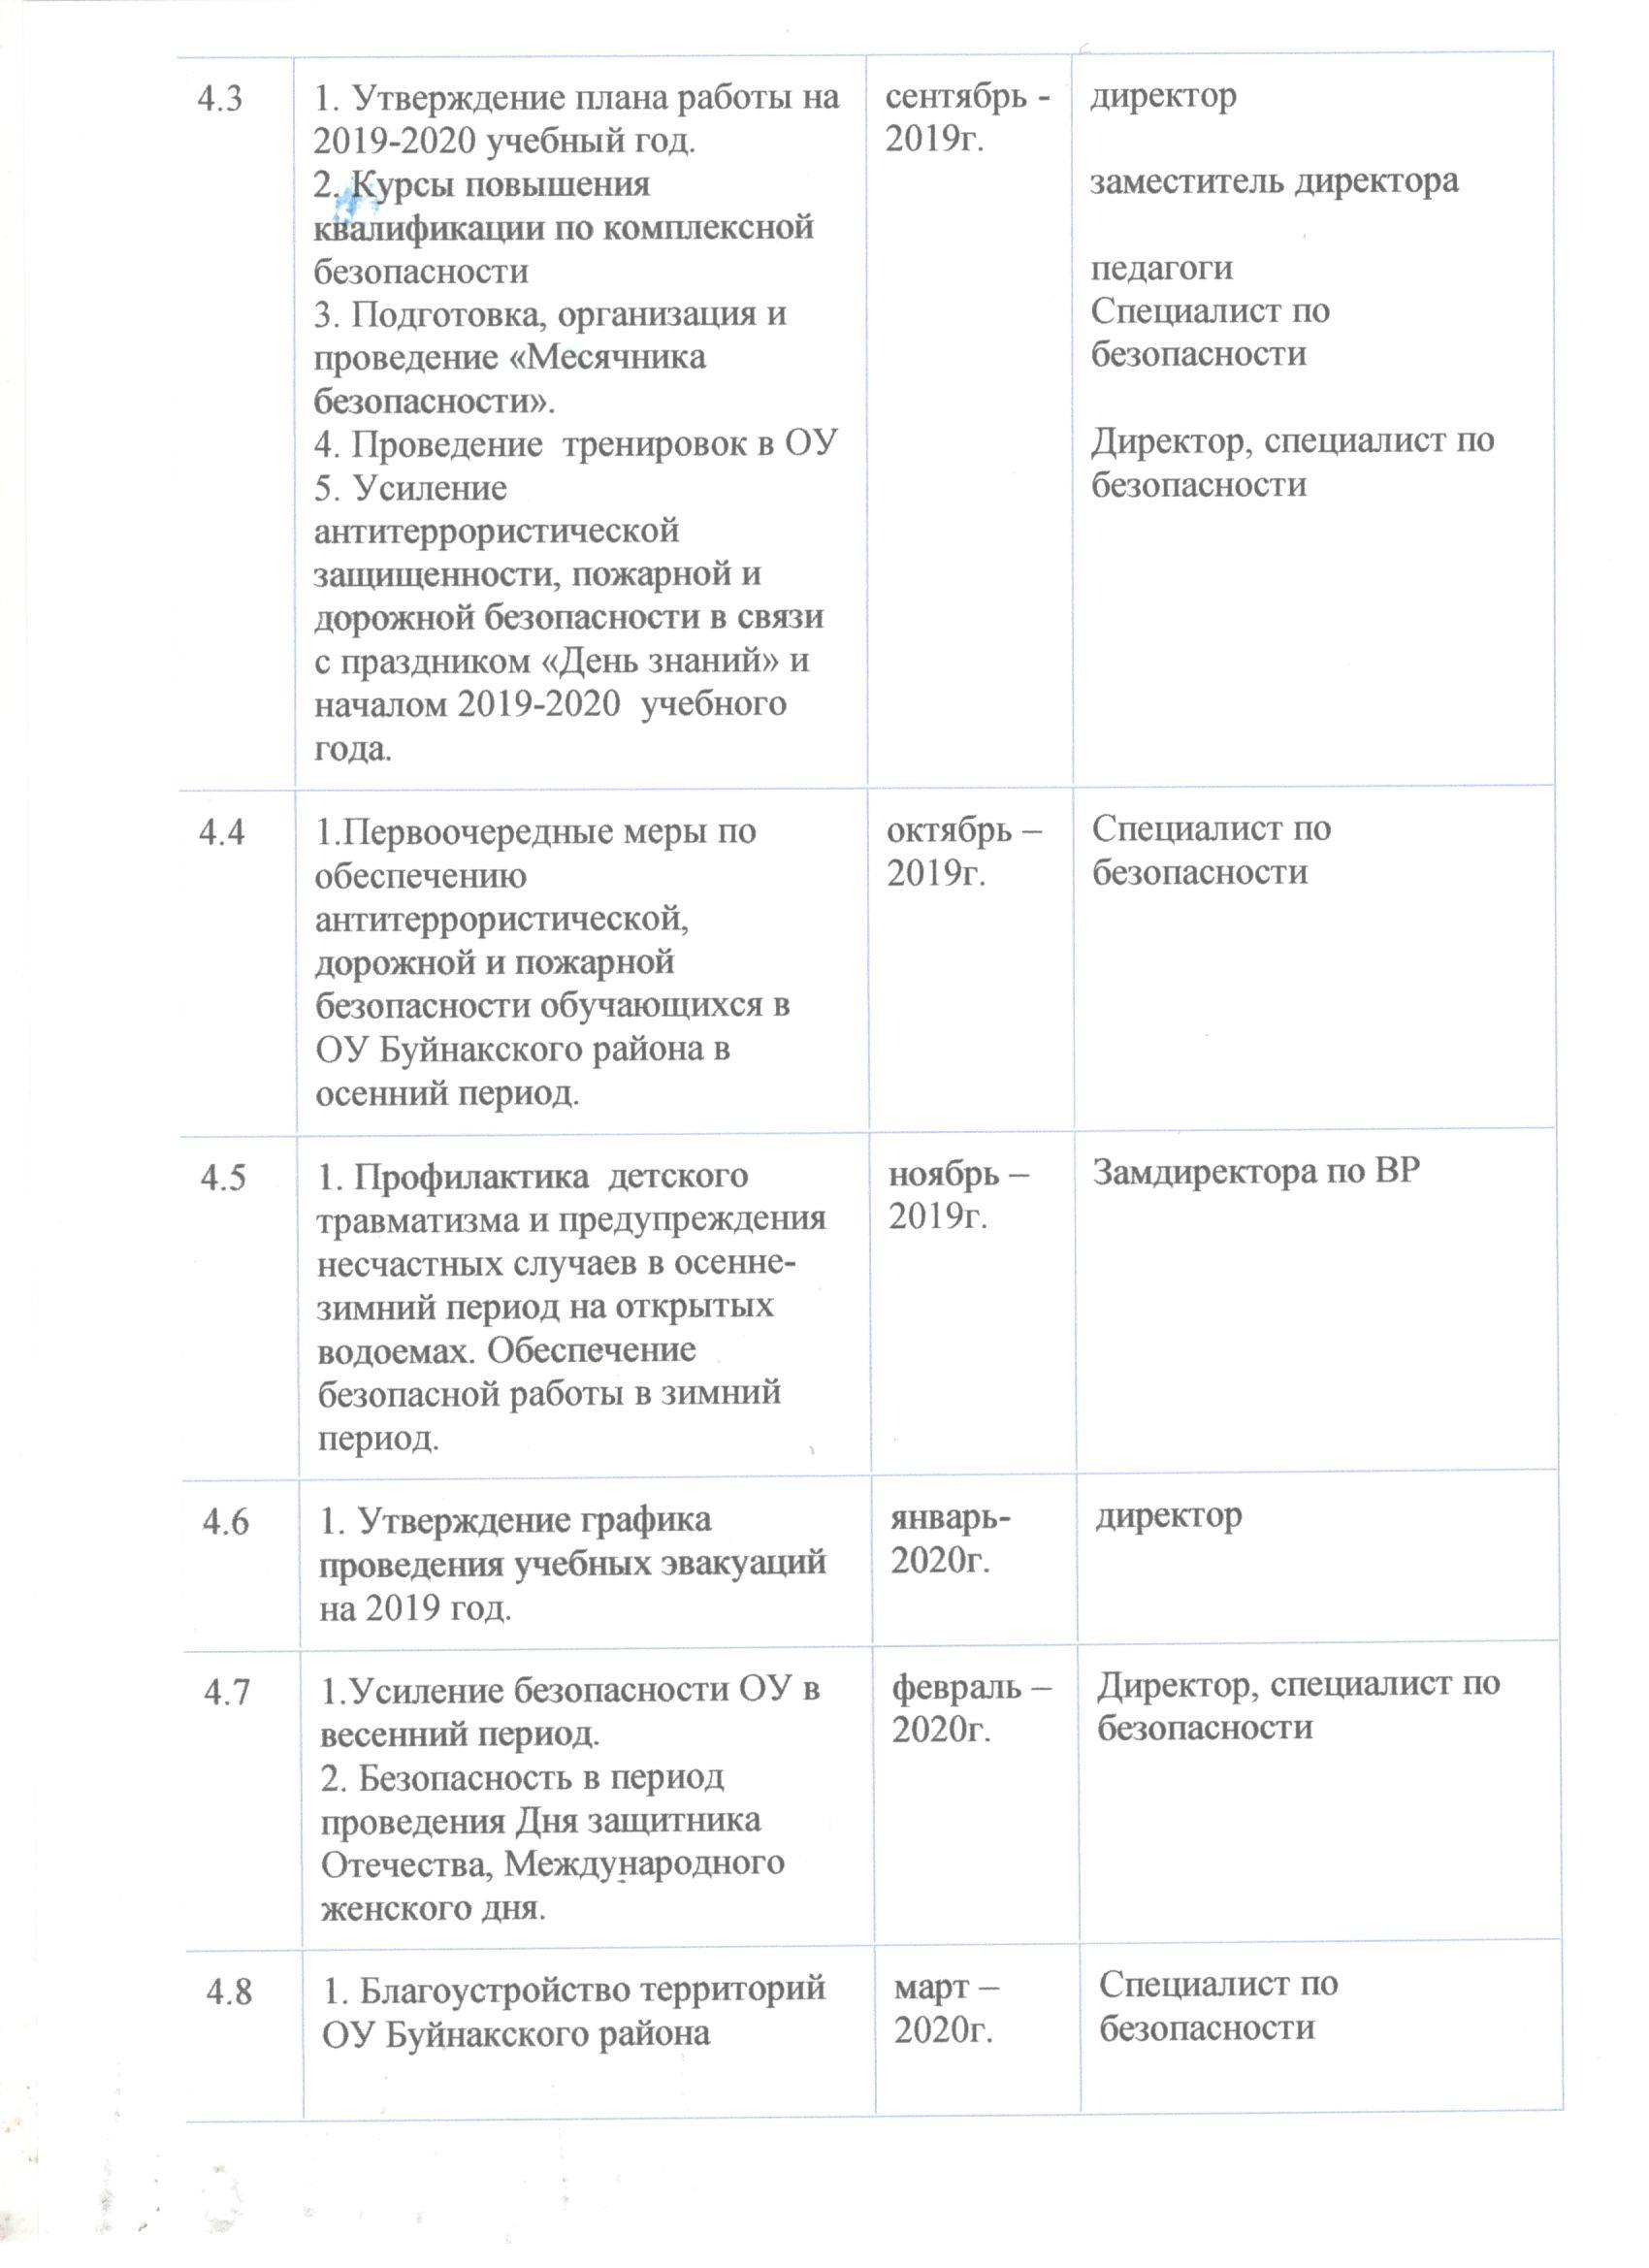 4.3
1. Утверждение плана работы на
2019-2020 учебный год.
2. Курсы повышения
квалификации по комплексной
безопасности
3. Подготовка, организация и
проведение «Месячника
безопасности».
4. Проведение  тренировок в ОУ
5. Усиление
антитеррористической
защищенности, пожарной и
дорожной безопасности в связи
с праздником «День знаний» и
началом 2019-2020  учебного
года.
сентябрь -
2019г.
директор
заместитель директора
педагоги
Специалист по
безопасности
Директор, специалист по
безопасности
4.4
1.Первоочередные меры по
обеспечению
антитеррористической,
дорожной и пожарной
безопасности обучающихся в
ОУ Буйнакского района в
осенний период.
октябрь –
2019г.
Специалист по
безопасности
4.5
1. Профилактика  детского
травматизма и предупреждения
несчастных случаев в осенне-
зимний период на открытых
водоемах. Обеспечение
безопасной работы в зимний
период.
ноябрь –
2019г.
Замдиректора по ВР
4.6
1. Утверждение графика
проведения учебных эвакуаций
на 2019 год.
январь-
2020г.
директор
4.7
1.Усиление безопасности ОУ в
весенний период.
2. Безопасность в период
проведения Дня защитника
Отечества, Международного
женского дня.
февраль –
2020г.
Директор, специалист по
безопасности
4.8
1. Благоустройство территорий
ОУ Буйнакского района
март –
2020г.
Специалист по
безопасности